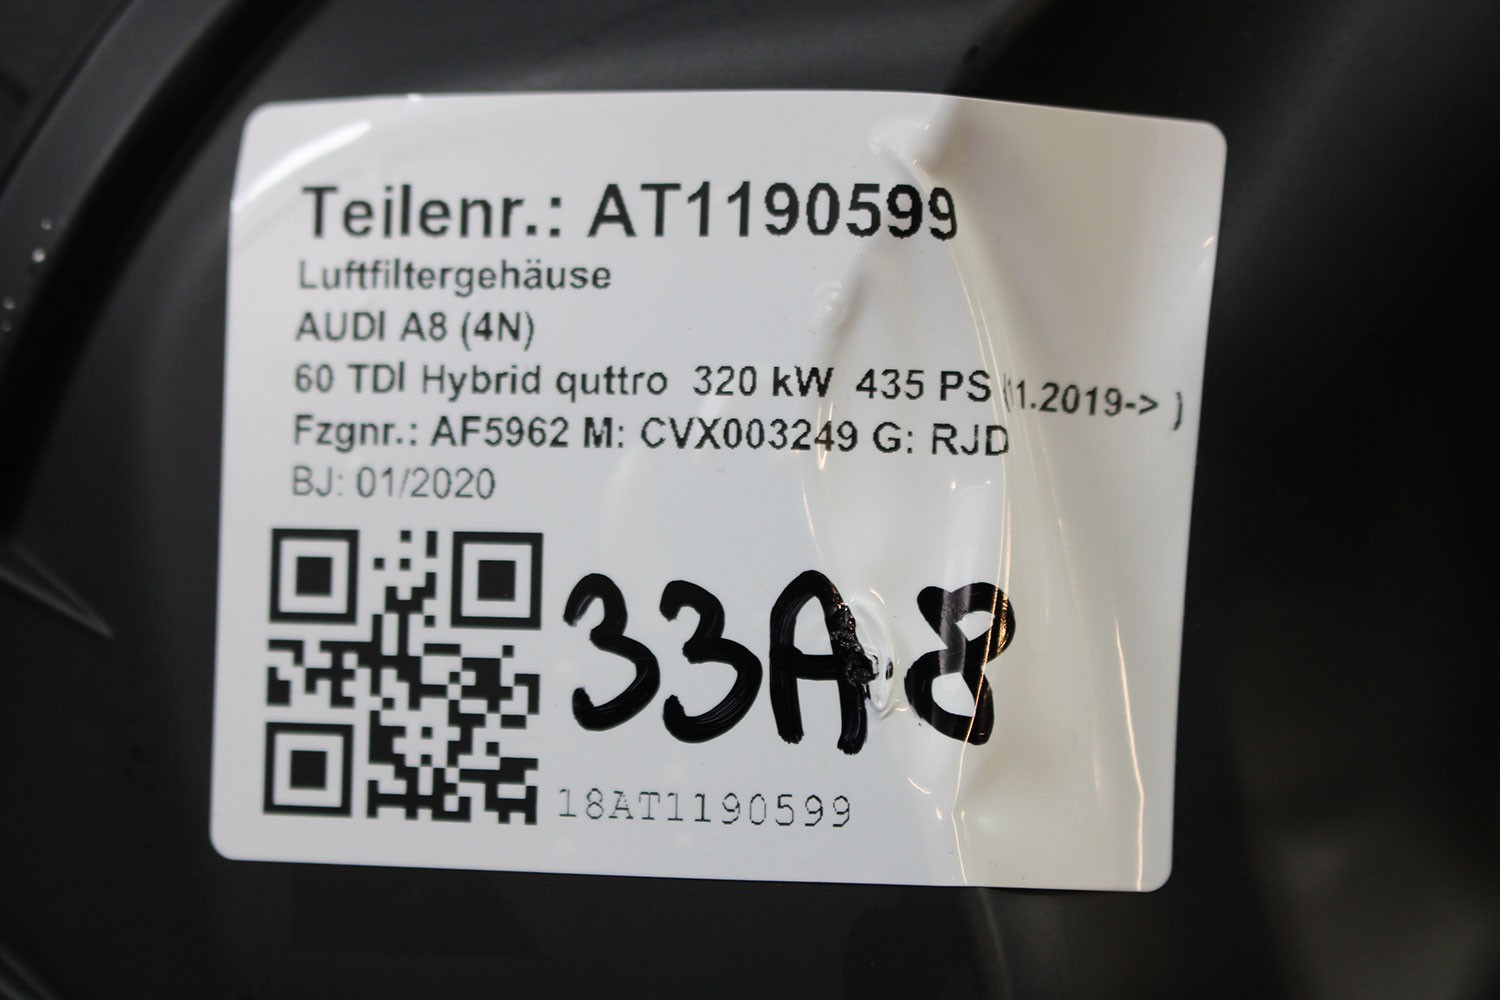 Teilenr.: AT1190599
Luftfiltergehäuse
AUDI A8 (4N)
60 TDI Hybrid quttro 320 kW 435 PS 1.2019-> )
Fzgnr.: AF5962 M: CVX003249 G: RJD
BJ: 01/2020
33A8
18AT1190599